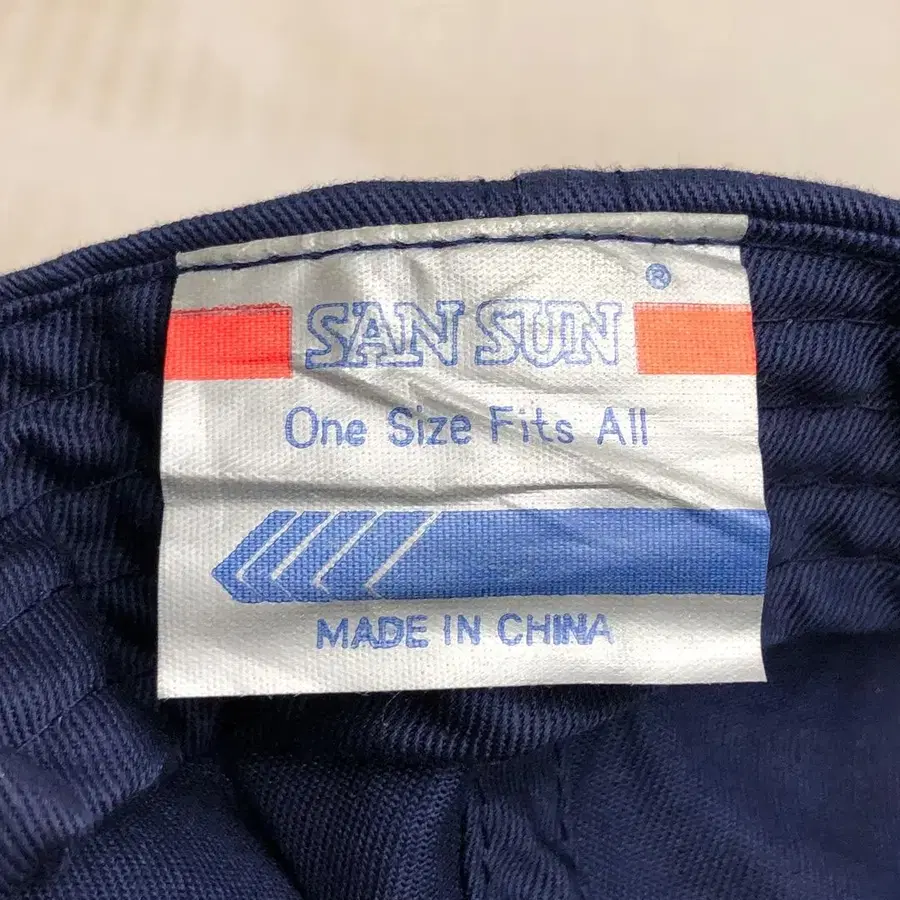 ®
SAN SUN
One Size Fits All
MADE IN CHINA